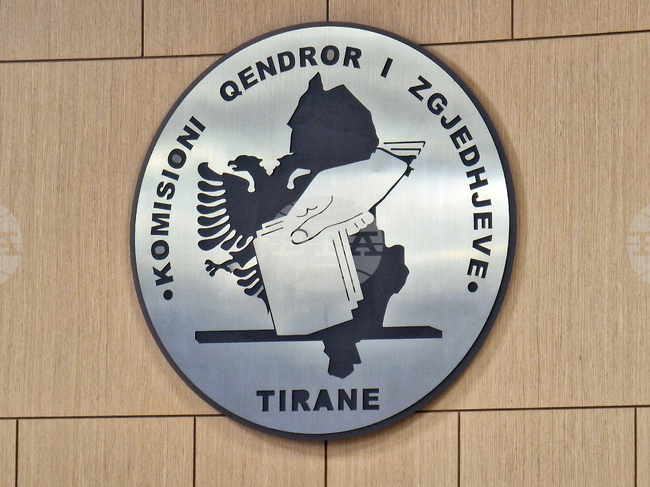 •KOMISIONI QENDROR I ZGJEDHJEVE•
TIRANE